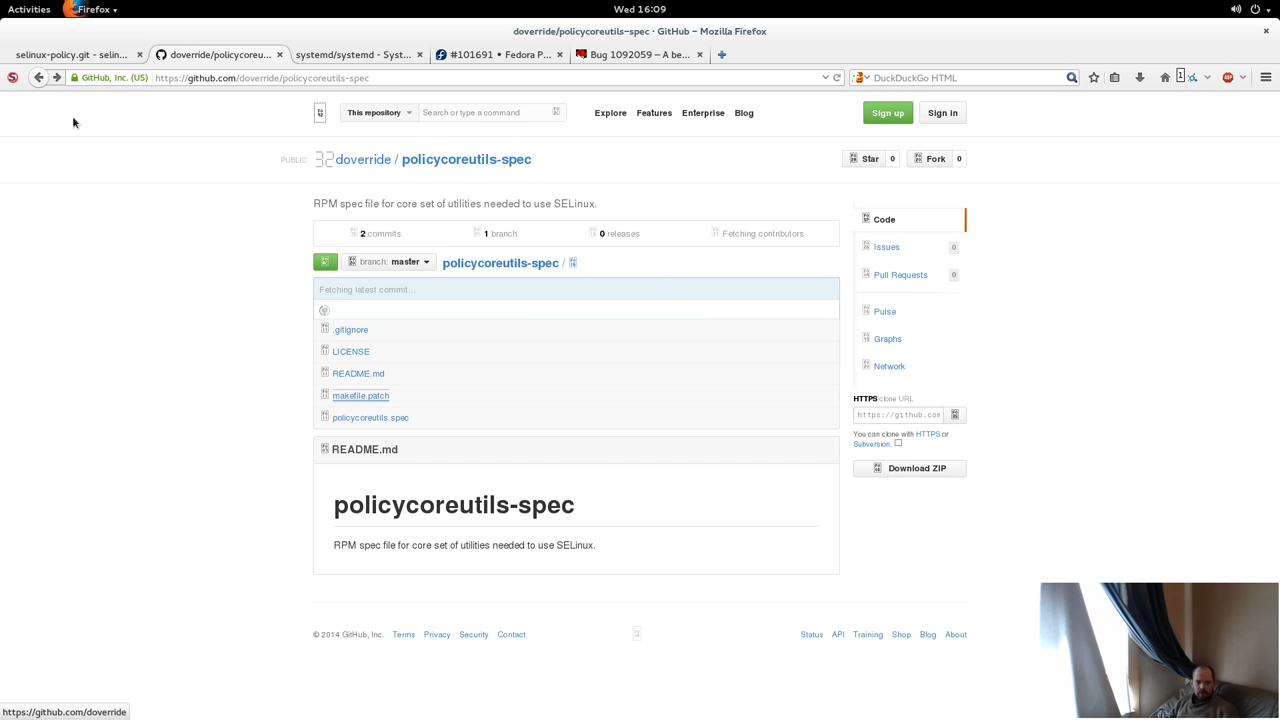 Activities Firefox Wed 16:09
doverride/policycoreutils-spec · GitHub - Mozilla Firefox
selinux-policy.git - selin... doverride/policycoreu... systemd/systemd - Syst... #101691 • Fedora P... Bug 1092059 – A be...
GitHub, Inc. (US) https://github.com/doverride/policycoreutils-spec DuckDuckGo HTML 1
This repository Search or type a command Explore Features Enterprise Blog Sign up Sign in
PUBLIC doverride / policycoreutils-spec Star 0 Fork 0
RPM spec file for core set of utilities needed to use SELinux.
2 commits 1 branch 0 releases Fetching contributors
branch: master policycoreutils-spec /
Fetching latest commit…
.gitignore
LICENSE
README.md
makefile.patch
policycoreutils.spec
README.md
policycoreutils-spec
RPM spec file for core set of utilities needed to use SELinux.
Code
Issues 0
Pull Requests 0
Pulse
Graphs
Network
HTTPS clone URL
https://github.com
You can clone with HTTPS or
Subversion.
Download ZIP
© 2014 GitHub, Inc. Terms Privacy Security Contact Status API Training Shop Blog About
https://github.com/doverride